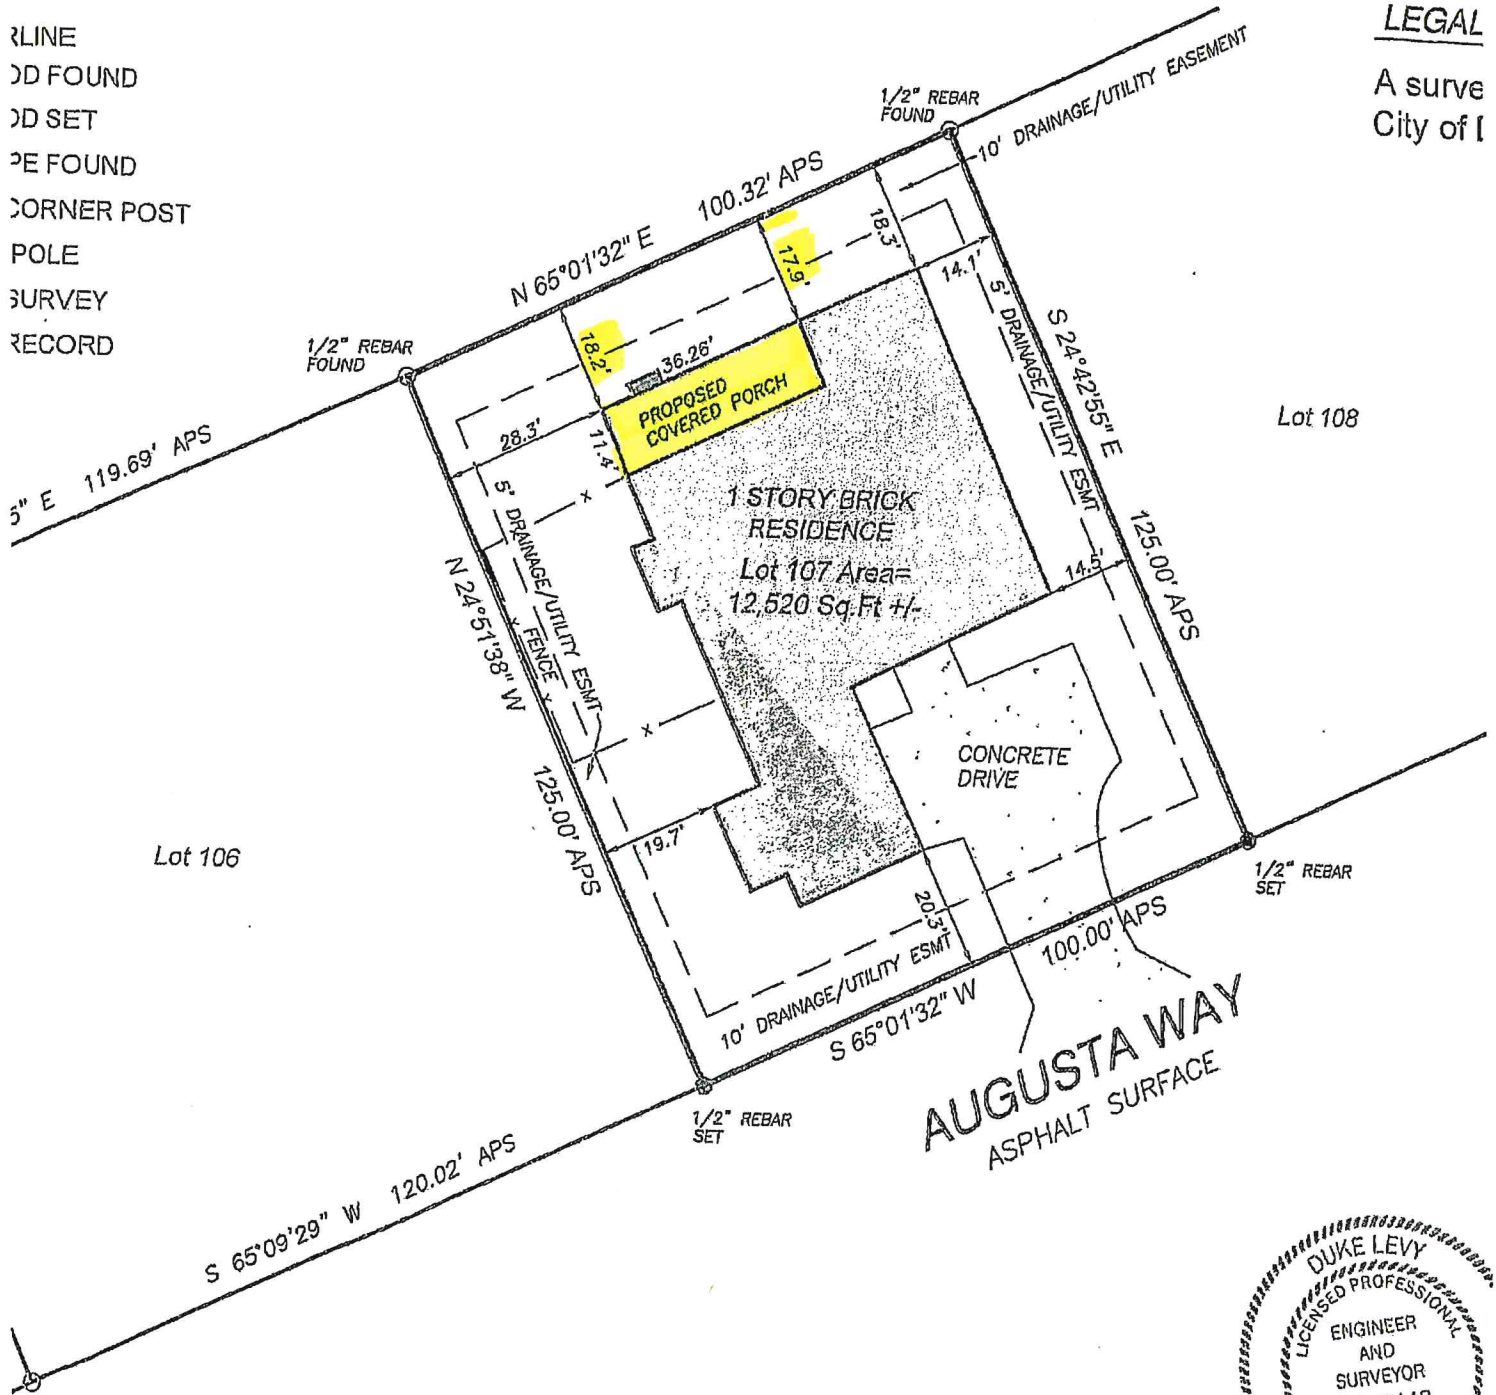 RLINE
OD FOUND
OD SET
PE FOUND
CORNER POST
POLE
SURVEY
RECORD
LEGAL
A surve
City of
1/2" REBAR
FOUND
10' DRAINAGE/UTILITY EASEMENT
N 65°01'32" E 100.32' APS
1/2" REBAR
FOUND
18.2'
17.9'
18.3'
14.1'
36.26'
PROPOSED
COVERED PORCH
28.3'
11.4'
5' DRAINAGE/UTILITY ESMT
S 24°42'55" E 125.00' APS
Lot 108
5" E 119.69' APS
x
1 STORY BRICK
RESIDENCE
Lot 107 Area=
12,520 Sq.Ft +/-
14.5'
5' DRAINAGE/UTILITY ESMT
x FENCE x
x
N 24°51'38" W 125.00' APS
CONCRETE
DRIVE
19.7'
Lot 106
20.3'
1/2" REBAR
SET
10' DRAINAGE/UTILITY ESMT
S 65°01'32" W 100.00' APS
AUGUSTA WAY
ASPHALT SURFACE
1/2" REBAR
SET
S 65°09'29" W 120.02' APS
DUKE LEVY
LICENSED PROFESSIONAL
ENGINEER
AND
SURVEYOR